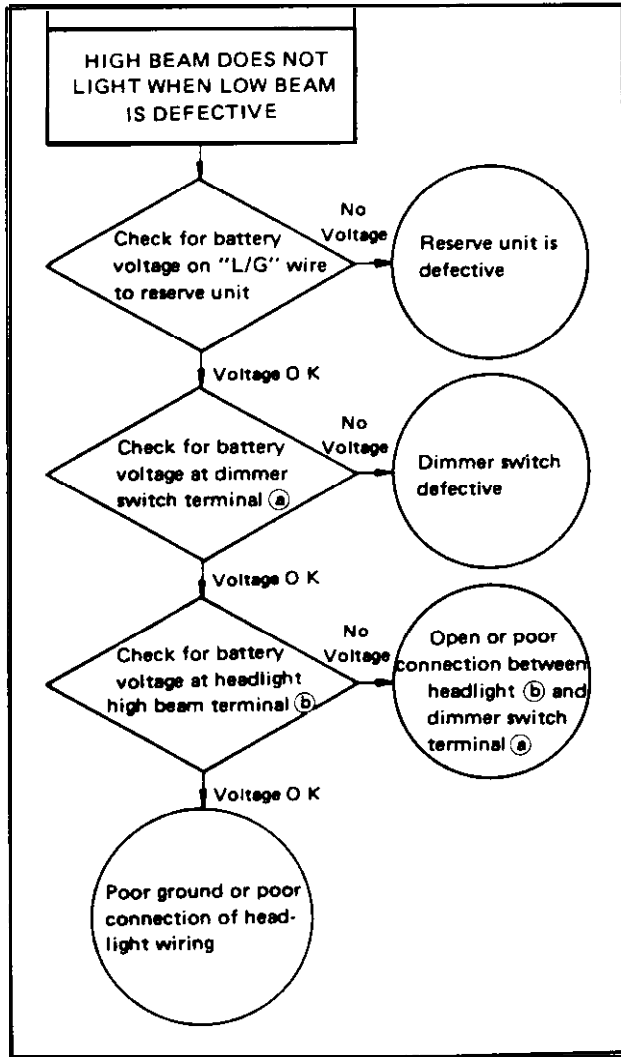 HIGH BEAM DOES NOT
LIGHT WHEN LOW BEAM
IS DEFECTIVE
Check for battery
voltage on "L/G" wire
to reserve unit
No
Voltage
Reserve unit is
defective
Voltage O K
Check for battery
voltage at dimmer
switch terminal ⓐ
No
Voltage
Dimmer switch
defective
Voltage O K
Check for battery
voltage at headlight
high beam terminal ⓑ
No
Voltage
Open or poor
connection between
headlight ⓑ and
dimmer switch
terminal ⓐ
Voltage O K
Poor ground or poor
connection of head-
light wiring